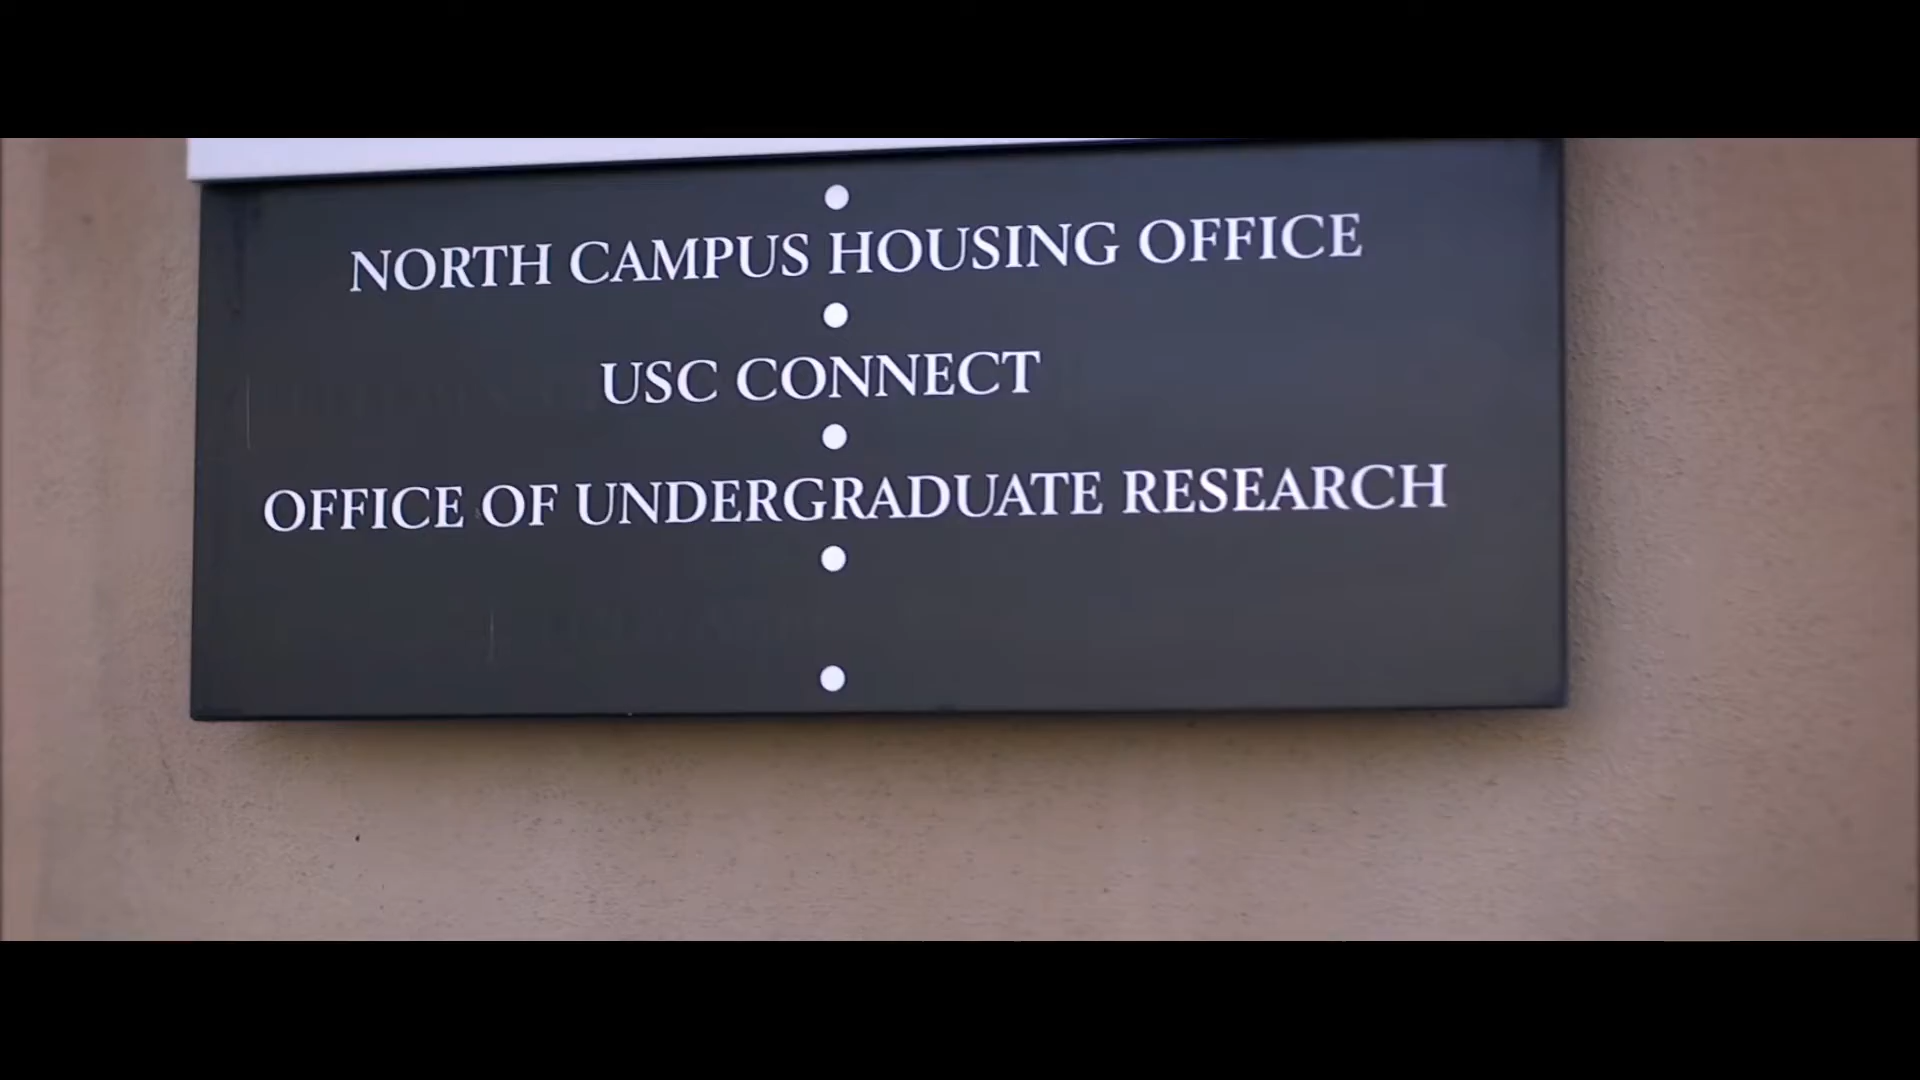 NORTH CAMPUS HOUSING OFFICE
USC CONNECT
OFFICE OF UNDERGRADUATE RESEARCH